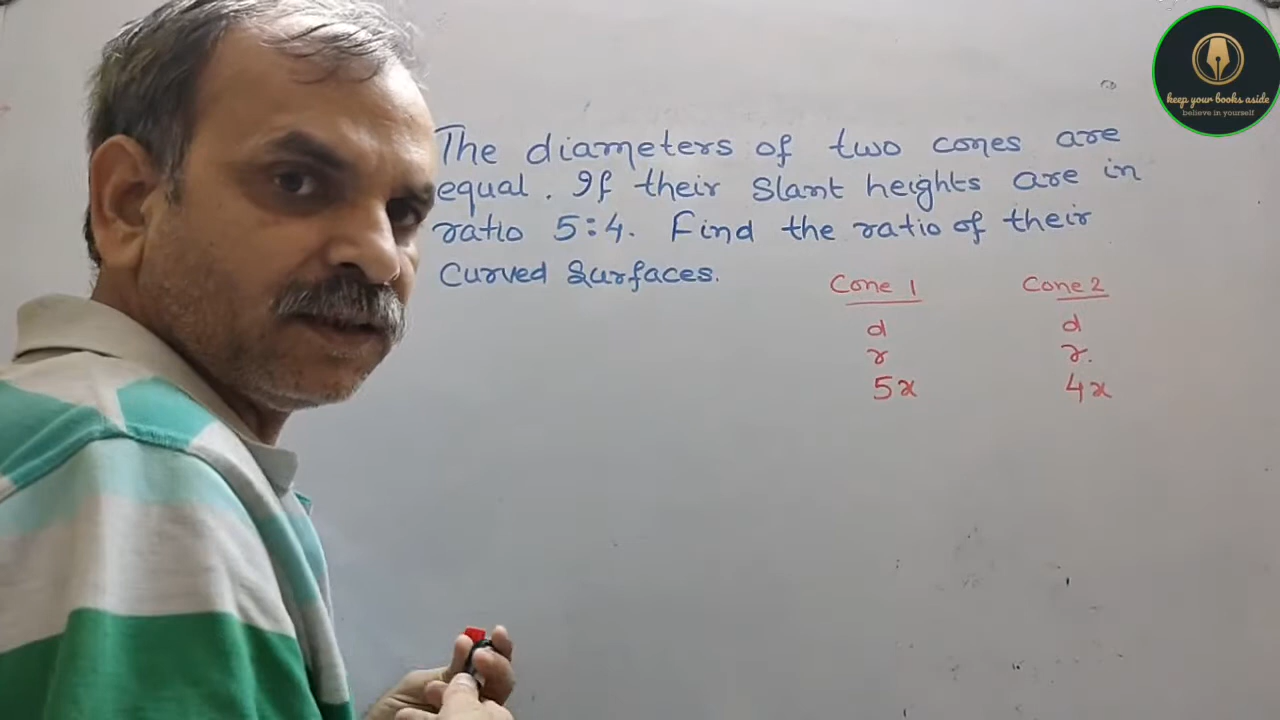 keep your books aside
believe in yourself
The diameters of two cones are
equal. If their slant heights are in
ratio 5:4. Find the ratio of their
Curved Surfaces.
Cone 1 Cone 2
d d
r r.
5x 4x